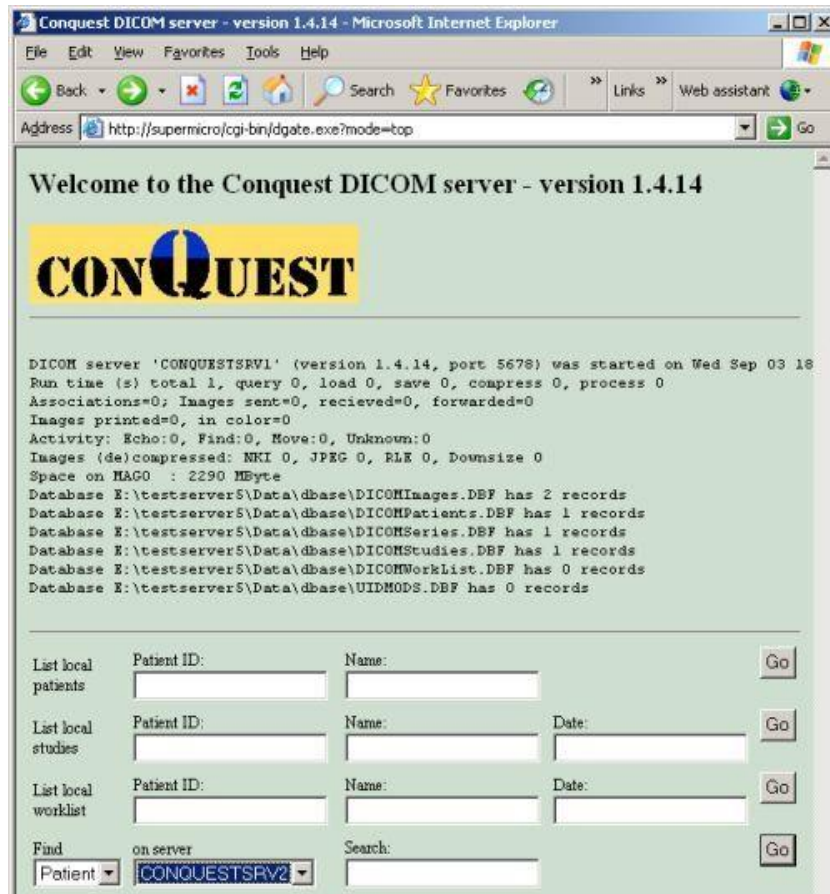 Conquest DICOM server - version 1.4.14 - Microsoft Internet Explorer
File Edit View Favorites Tools Help
Back Search Favorites Links Web assistant
Address http://supermicro/cgi-bin/dgate.exe?mode=top Go
Welcome to the Conquest DICOM server - version 1.4.14
CONQUEST
DICOM server 'CONQUESTSRV1' (version 1.4.14, port 5678) was started on Wed Sep 03 18
Run time (s) total 1, query 0, load 0, save 0, compress 0, process 0
Associations=0; Images sent=0, recieved=0, forwarded=0
Images printed=0, in color=0
Activity: Echo:0, Find:0, Move:0, Unknown:0
Images (de)compressed: NKI 0, JPEG 0, RLE 0, Downsize 0
Space on MAG0 : 2290 MByte
Database E:\testserver5\Data\dbase\DICOMImages.DBF has 2 records
Database E:\testserver5\Data\dbase\DICOMPatients.DBF has 1 records
Database E:\testserver5\Data\dbase\DICOMSeries.DBF has 1 records
Database E:\testserver5\Data\dbase\DICOMStudies.DBF has 1 records
Database E:\testserver5\Data\dbase\DICOMWorkList.DBF has 0 records
Database E:\testserver5\Data\dbase\UIDMODS.DBF has 0 records
List local patients Patient ID: Name: Go
List local studies Patient ID: Name: Date: Go
List local worklist Patient ID: Name: Date: Go
Find on server Search: Go
Patient CONQUESTSRV2